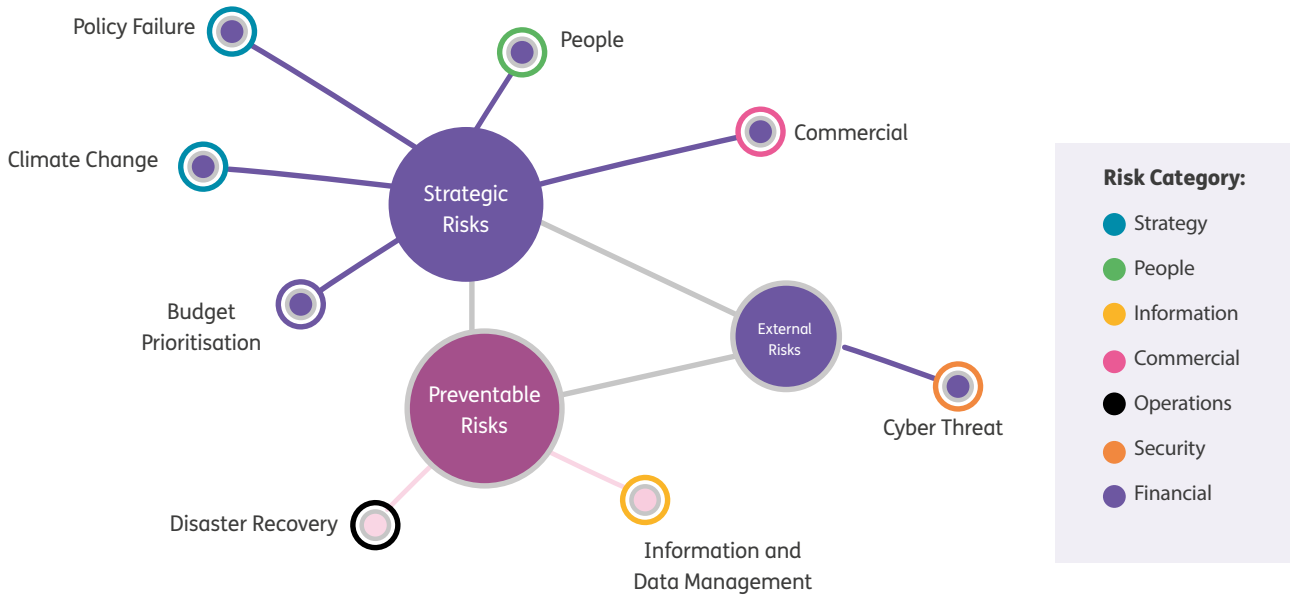 Policy Failure
People
Commercial
Climate Change
Strategic
Risks
Budget
Prioritisation
External
Risks
Preventable
Risks
Cyber Threat
Disaster Recovery
Information and
Data Management
Risk Category:
Strategy
People
Information
Commercial
Operations
Security
Financial